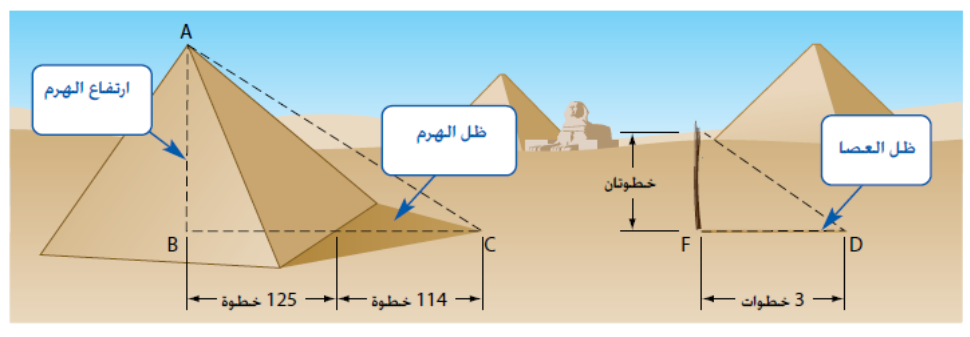 A
ارتفاع الهرم
ظل الهرم
ظل العصا
خطوتان
B
C
F
D
125 خطوة
114 خطوة
3 خطوات